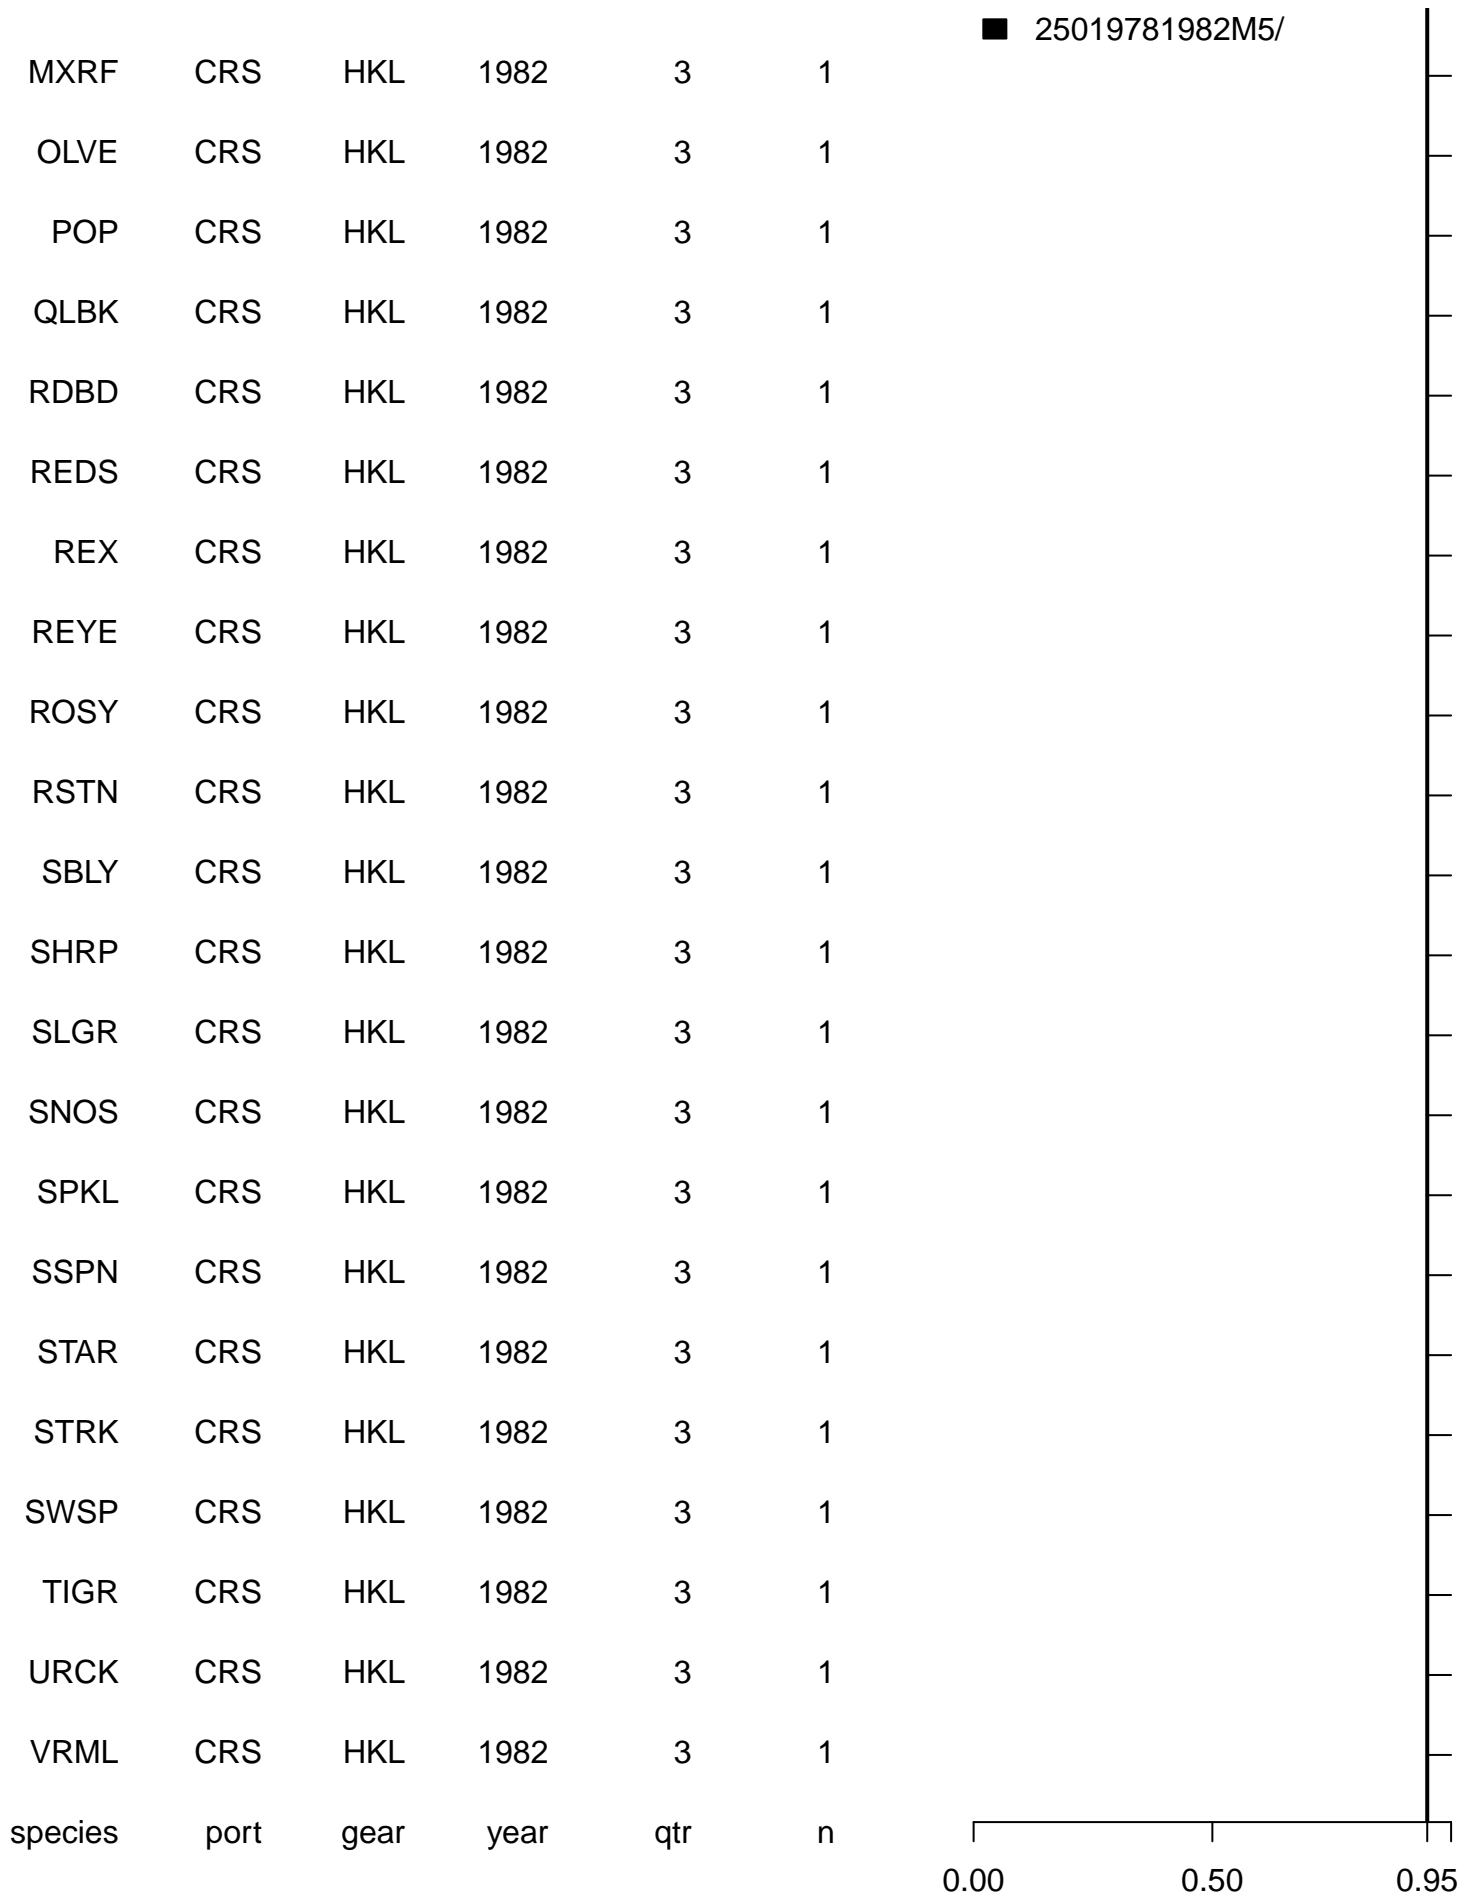 25019781982M5/
MXRF CRS HKL 1982 3 1
OLVE CRS HKL 1982 3 1
POP CRS HKL 1982 3 1
QLBK CRS HKL 1982 3 1
RDBD CRS HKL 1982 3 1
REDS CRS HKL 1982 3 1
REX CRS HKL 1982 3 1
REYE CRS HKL 1982 3 1
ROSY CRS HKL 1982 3 1
RSTN CRS HKL 1982 3 1
SBLY CRS HKL 1982 3 1
SHRP CRS HKL 1982 3 1
SLGR CRS HKL 1982 3 1
SNOS CRS HKL 1982 3 1
SPKL CRS HKL 1982 3 1
SSPN CRS HKL 1982 3 1
STAR CRS HKL 1982 3 1
STRK CRS HKL 1982 3 1
SWSP CRS HKL 1982 3 1
TIGR CRS HKL 1982 3 1
URCK CRS HKL 1982 3 1
VRML CRS HKL 1982 3 1
species port gear year qtr n
0.00 0.50 0.95